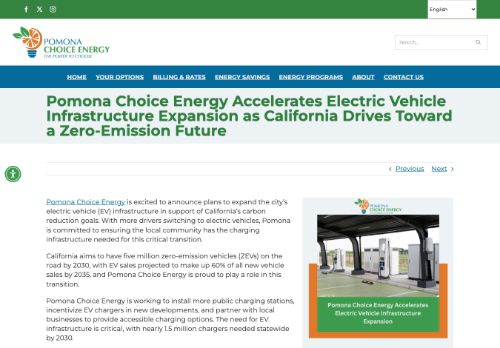 English
POMONA
CHOICE ENERGY
THE POWER TO CHOOSE
Search...
HOME YOUR OPTIONS BILLING & RATES ENERGY SAVINGS ENERGY PROGRAMS ABOUT CONTACT US
Pomona Choice Energy Accelerates Electric Vehicle
Infrastructure Expansion as California Drives Toward
a Zero-Emission Future
Previous Next
Pomona Choice Energy is excited to announce plans to expand the city's
electric vehicle (EV) infrastructure in support of California's carbon
reduction goals. With more drivers switching to electric vehicles, Pomona
is committed to ensuring the local community has the charging
infrastructure needed for this critical transition.
California aims to have five million zero-emission vehicles (ZEVs) on the
road by 2030, with EV sales projected to make up 60% of all new vehicle
sales by 2035, and Pomona Choice Energy is proud to play a role in this
transition.
Pomona Choice Energy is working to install more public charging stations,
incentivize EV chargers in new developments, and partner with local
businesses to provide accessible charging options. The need for EV
infrastructure is critical, with nearly 1.5 million chargers needed statewide
by 2030.
POMONA
CHOICE ENERGY
Pomona Choice Energy Accelerates
Electric Vehicle Infrastructure
Expansion